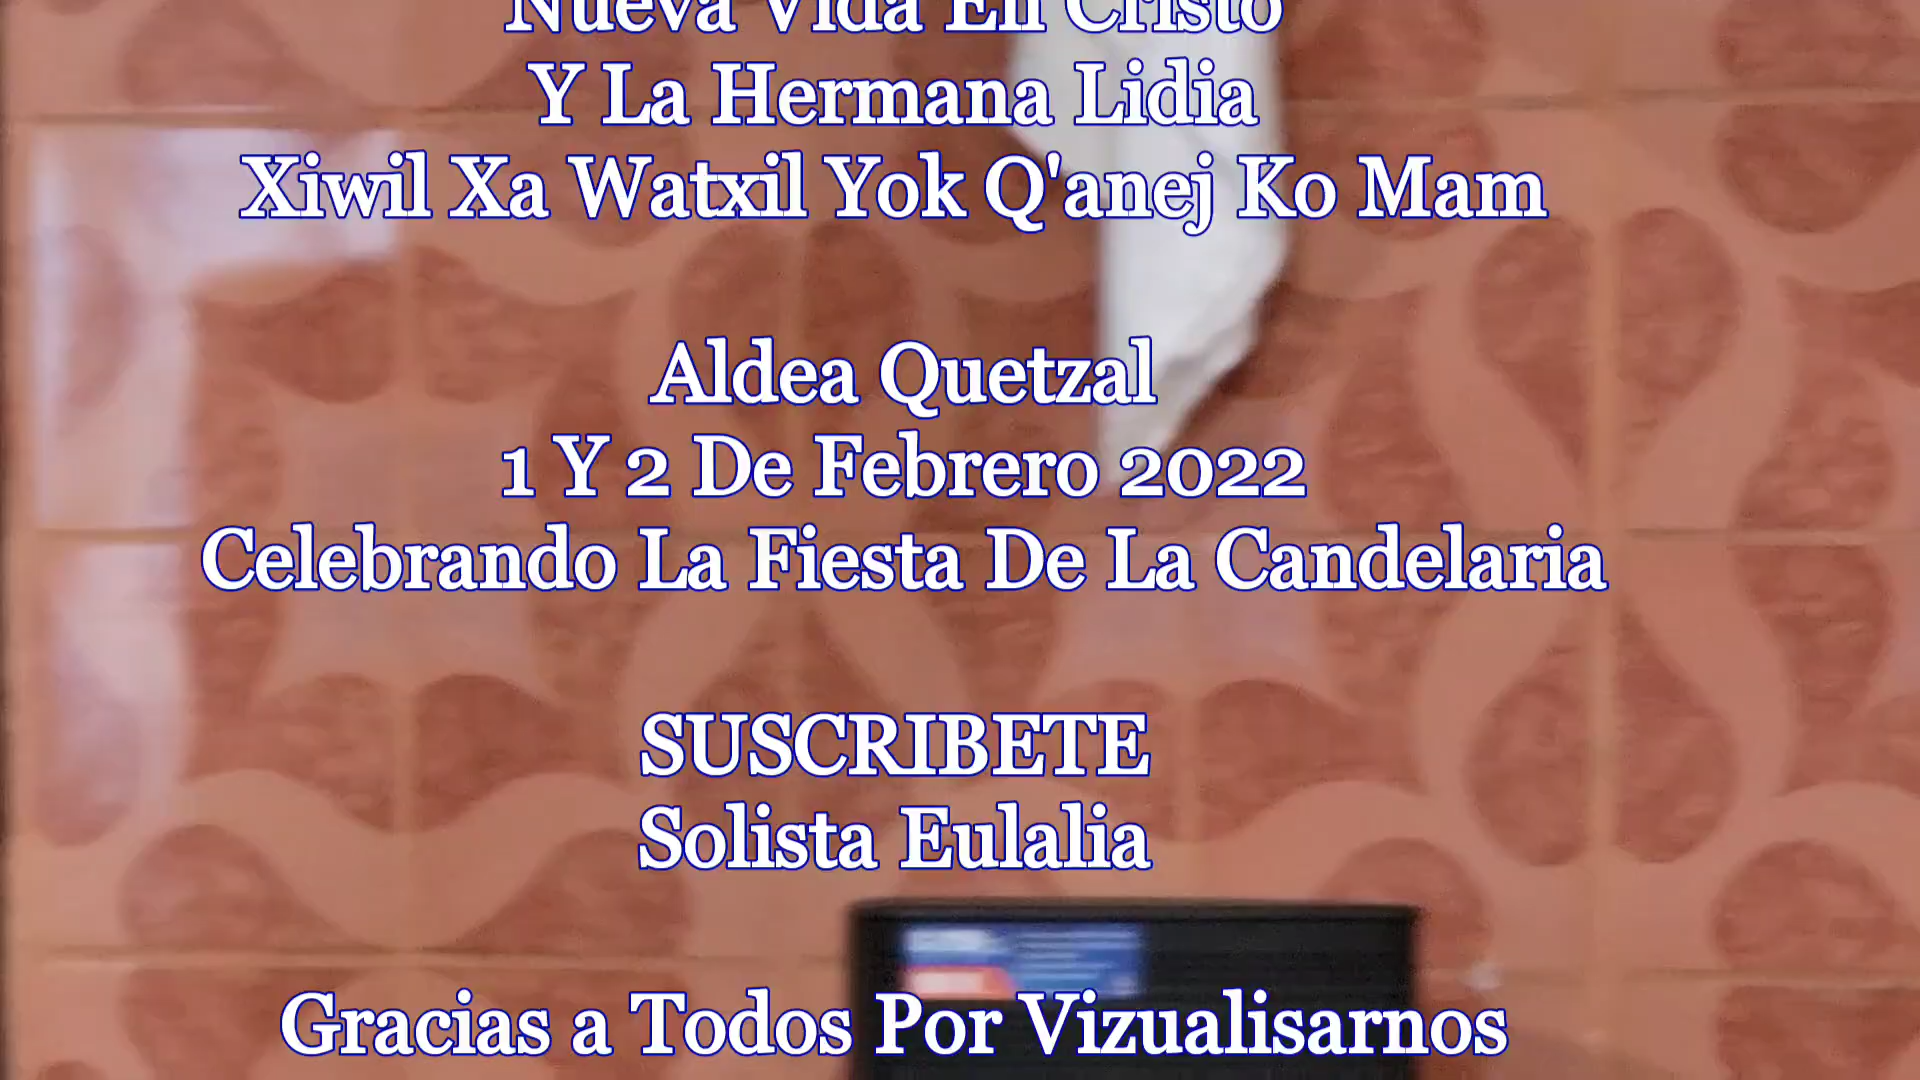 Nueva Vida En Cristo
Y La Hermana Lidia
Xiwil Xa Watxil Yok Q'anej Ko Mam
Aldea Quetzal
1 Y 2 De Febrero 2022
Celebrando La Fiesta De La Candelaria
SUSCRIBETE
Solista Eulalia
Gracias a Todos Por Vizualisarnos